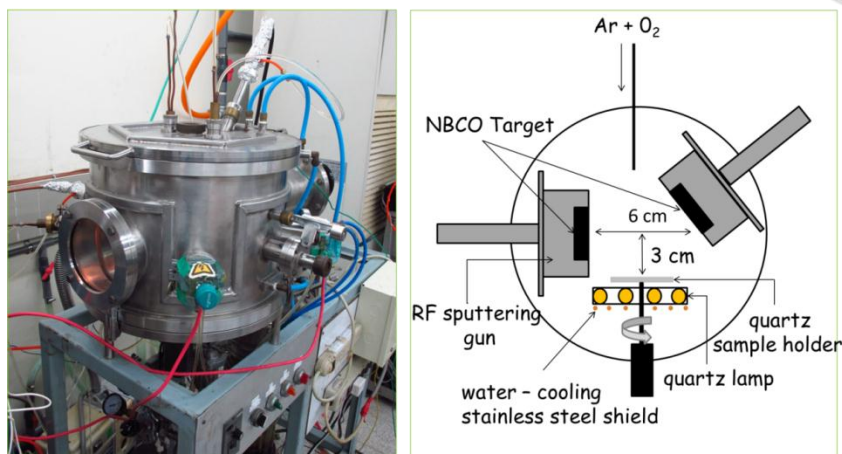 Ar + O₂
NBCO Target
6 cm
3 cm
RF sputtering
gun
quartz
sample holder
quartz lamp
water – cooling
stainless steel shield